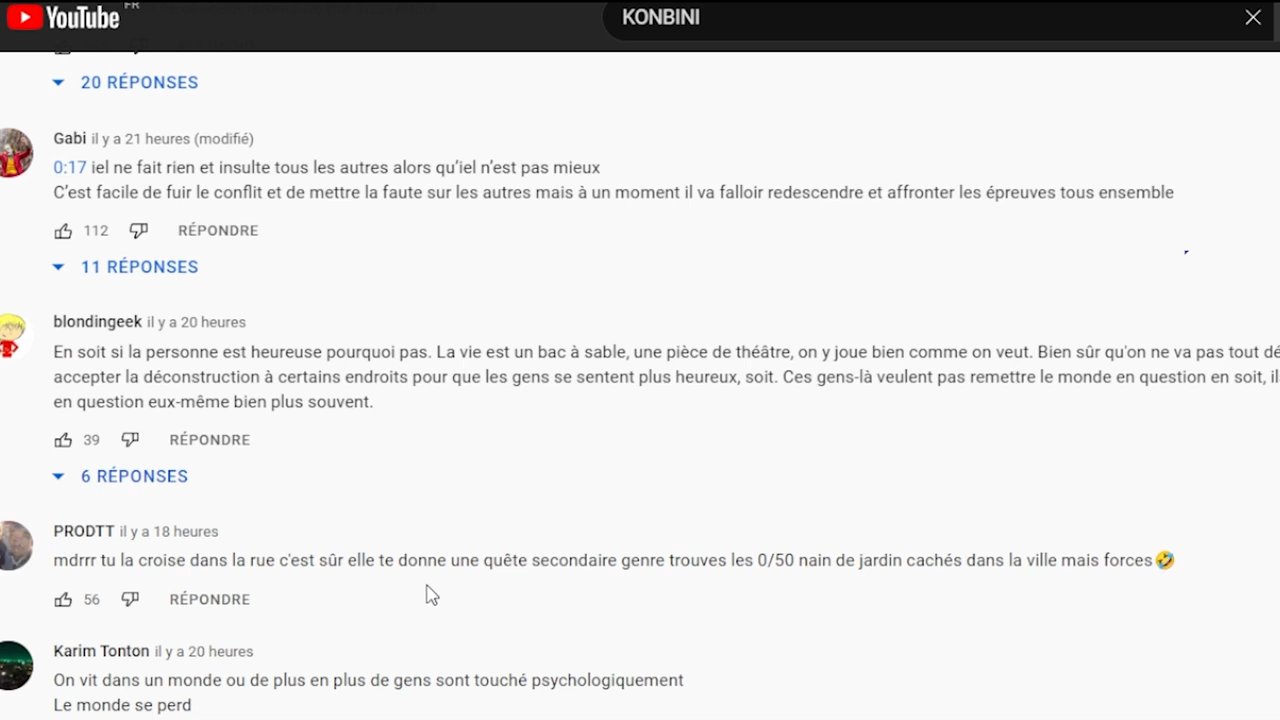 YouTube FR
KONBINI
20 RÉPONSES
Gabi il y a 21 heures (modifié)
0:17 iel ne fait rien et insulte tous les autres alors qu’iel n’est pas mieux
C’est facile de fuir le conflit et de mettre la faute sur les autres mais à un moment il va falloir redescendre et affronter les épreuves tous ensemble
112 RÉPONDRE
11 RÉPONSES
blondingeek il y a 20 heures
En soit si la personne est heureuse pourquoi pas. La vie est un bac à sable, une pièce de théâtre, on y joue bien comme on veut. Bien sûr qu'on ne va pas tout
accepter la déconstruction à certains endroits pour que les gens se sentent plus heureux, soit. Ces gens-là veulent pas remettre le monde en question en soit,
en question eux-même bien plus souvent.
39 RÉPONDRE
6 RÉPONSES
PRODTT il y a 18 heures
mdrrr tu la croise dans la rue c'est sûr elle te donne une quête secondaire genre trouves les 0/50 nain de jardin cachés dans la ville mais forces🤣
56 RÉPONDRE
Karim Tonton il y a 20 heures
On vit dans un monde ou de plus en plus de gens sont touché psychologiquement
Le monde se perd